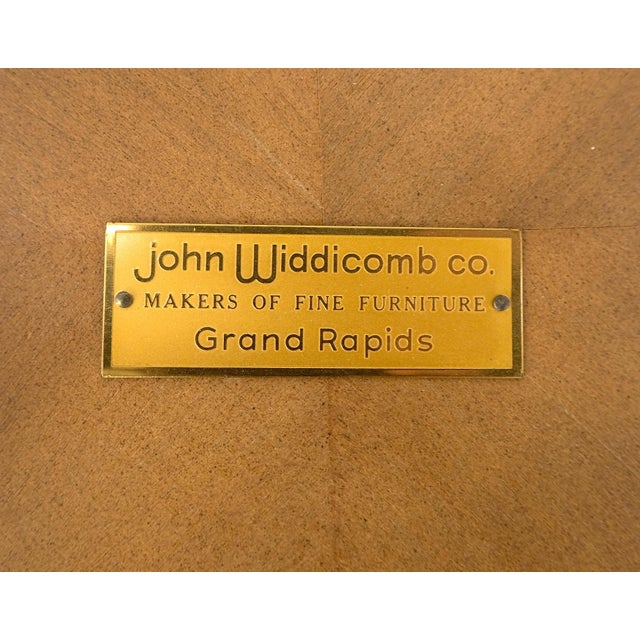 john Widdicomb co.
MAKERS OF FINE FURNITURE
Grand Rapids